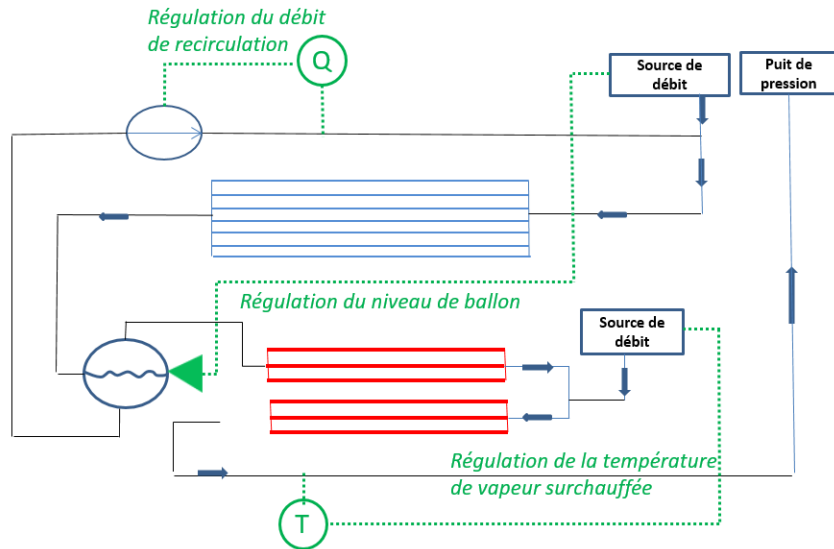 Régulation du débit
de recirculation
Q
Source de
débit
Puit de
pression
Régulation du niveau de ballon
Source de
débit
Régulation de la température
de vapeur surchauffée
T